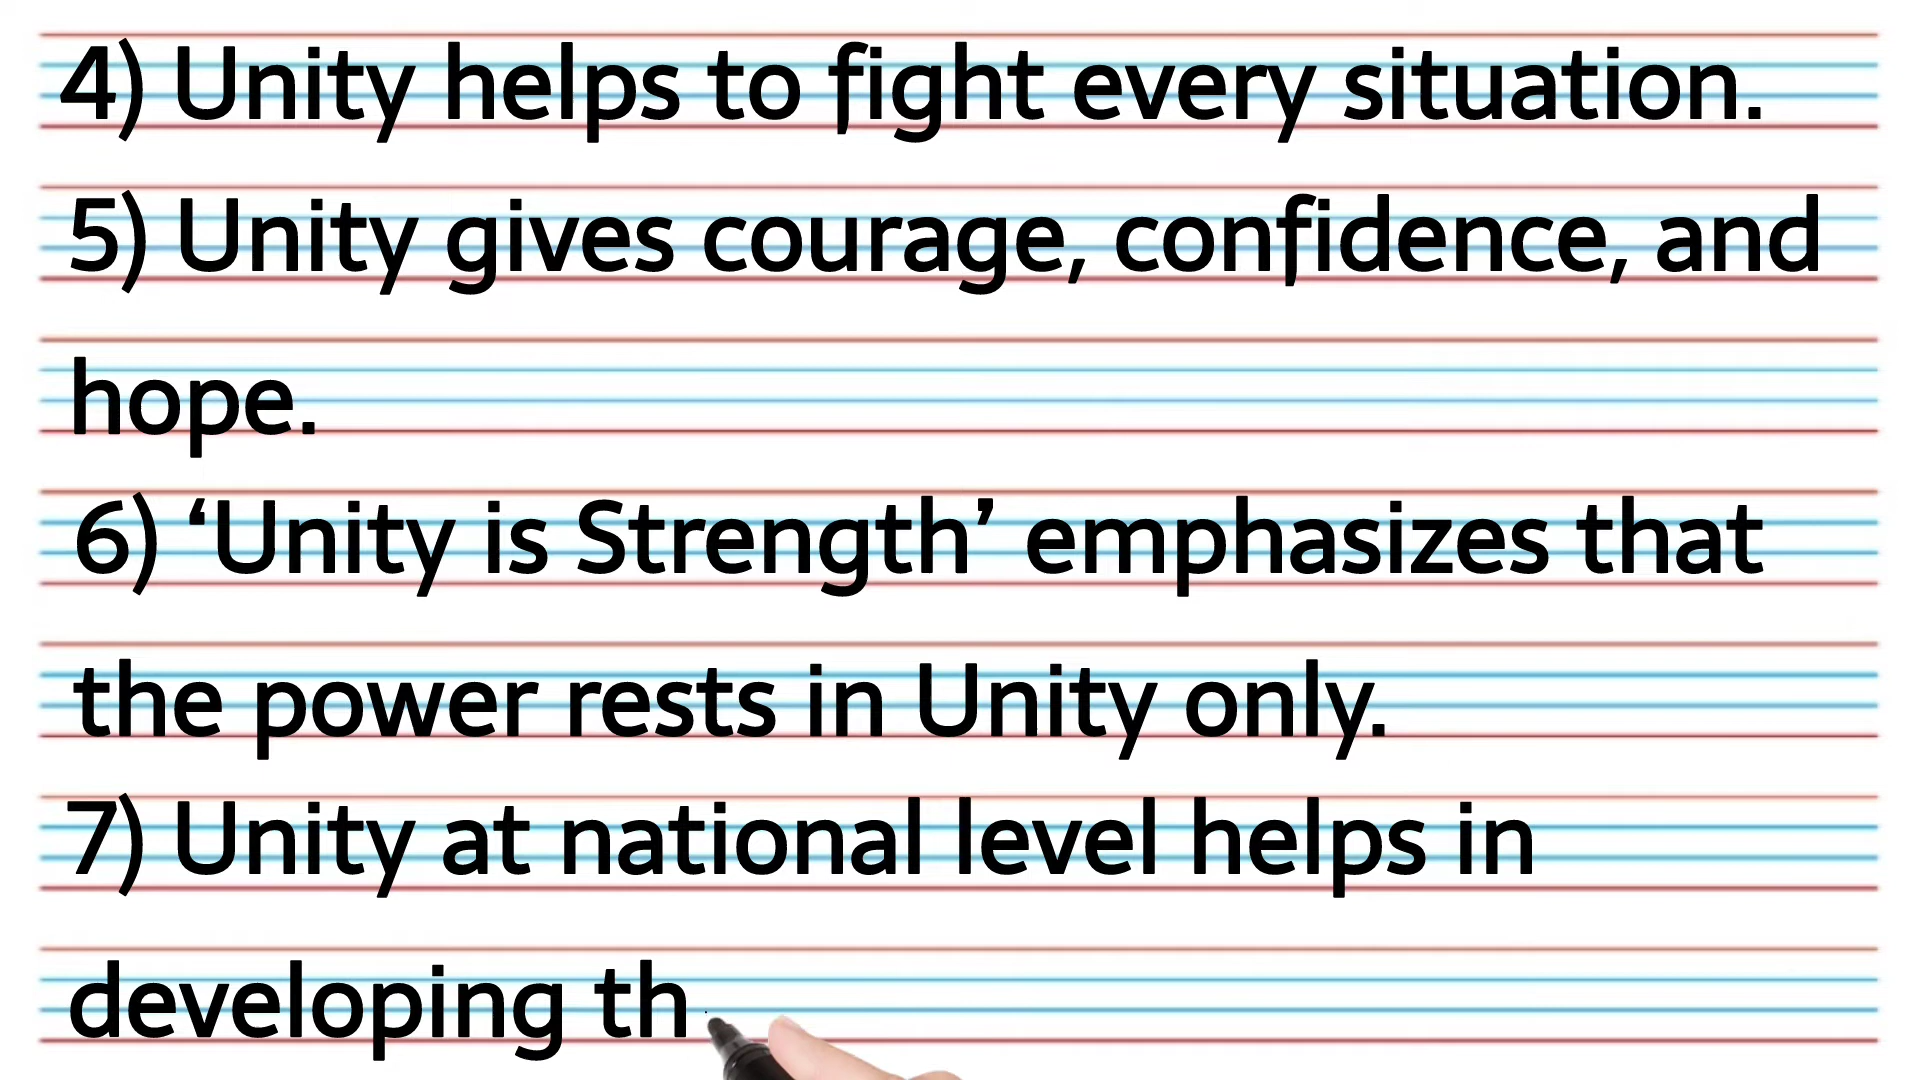 4) Unity helps to fight every situation.
5) Unity gives courage, confidence, and
hope.
6) ‘Unity is Strength’ emphasizes that
the power rests in Unity only.
7) Unity at national level helps in
developing th